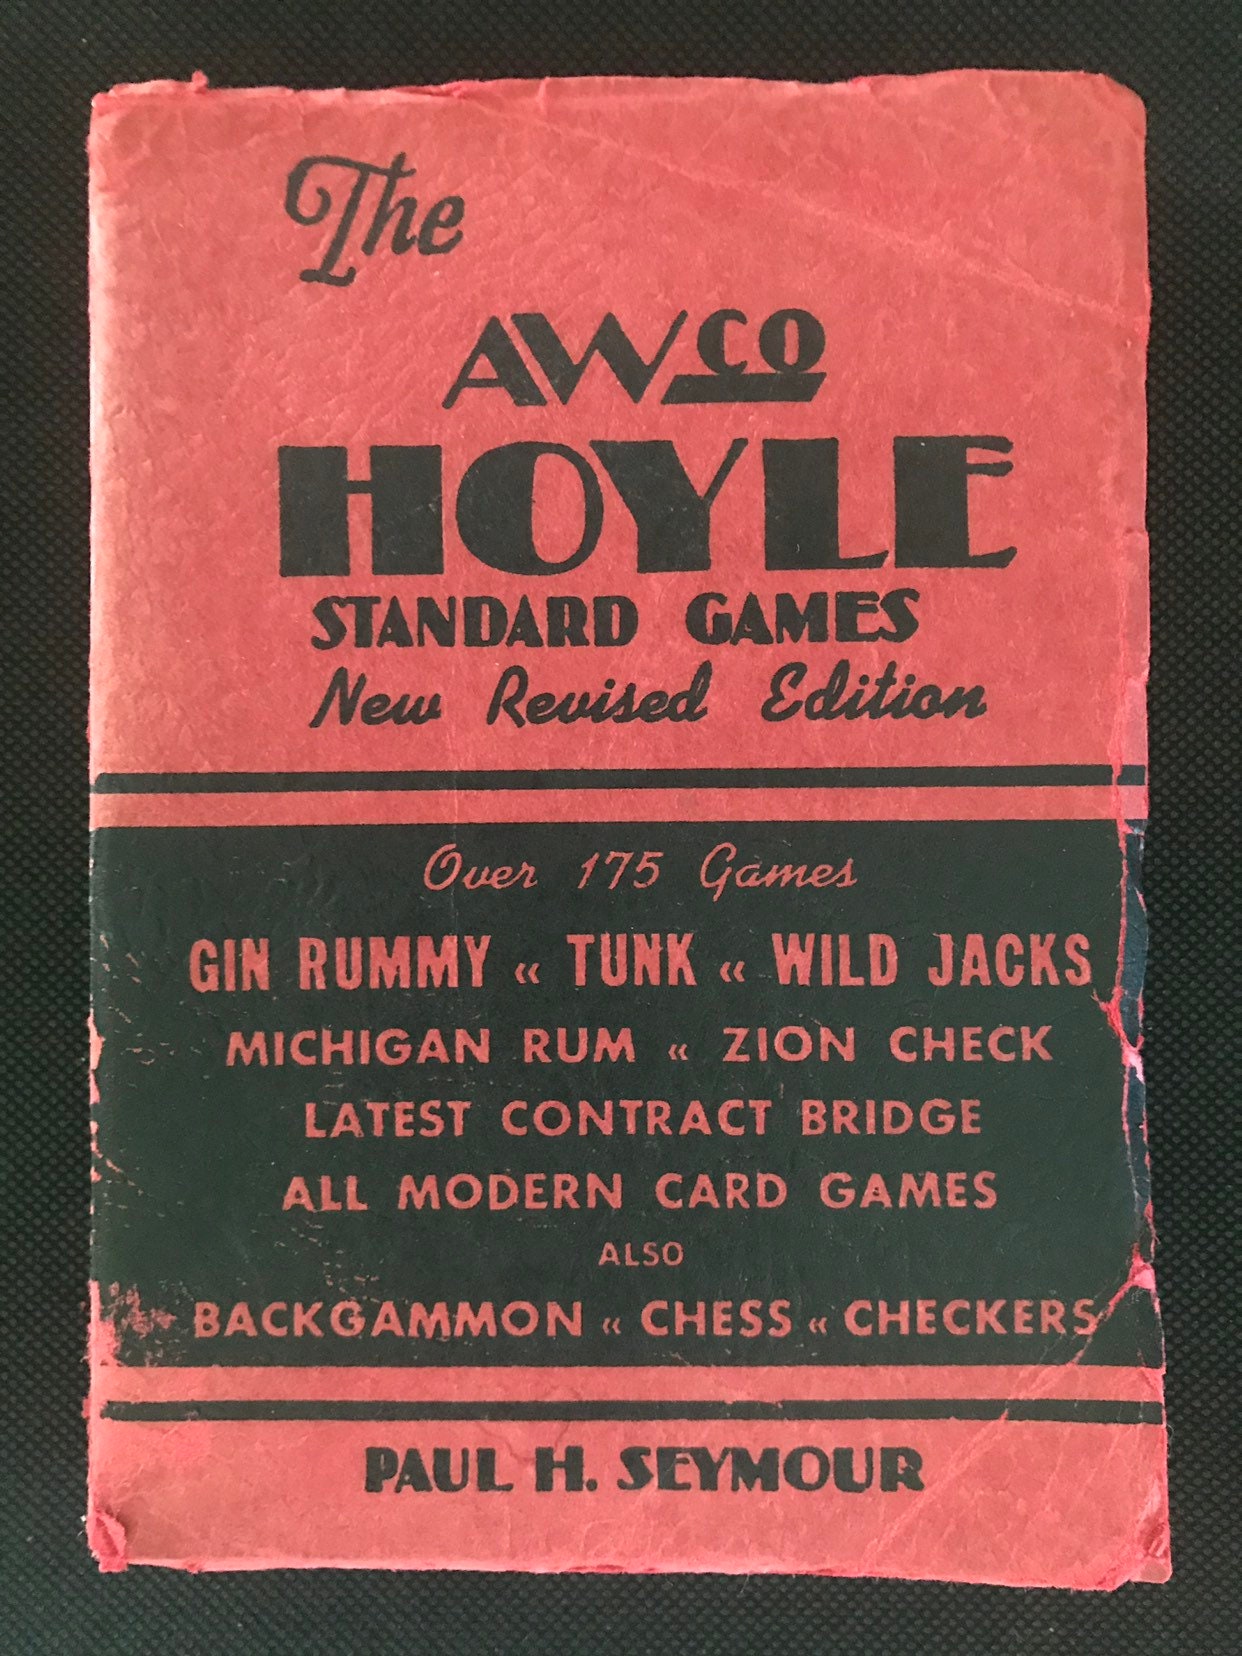 The
AWCO
HOYLE
STANDARD GAMES
New Revised Edition
Over 175 Games
GIN RUMMY « TUNK « WILD JACKS
MICHIGAN RUM « ZION CHECK
LATEST CONTRACT BRIDGE
ALL MODERN CARD GAMES
ALSO
BACKGAMMON « CHESS « CHECKERS
PAUL H. SEYMOUR